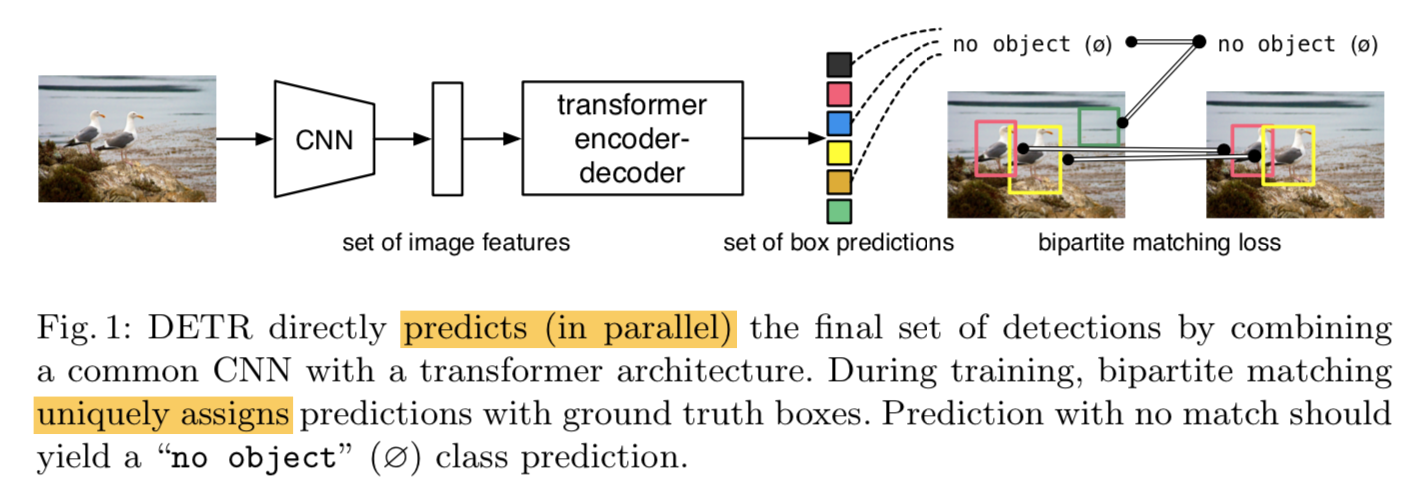 no object (ø)
no object (ø)
CNN
transformer
encoder-
decoder
set of image features
set of box predictions
bipartite matching loss
Fig. 1: DETR directly predicts (in parallel) the final set of detections by combining
a common CNN with a transformer architecture. During training, bipartite matching
uniquely assigns predictions with ground truth boxes. Prediction with no match should
yield a “no object” (∅) class prediction.